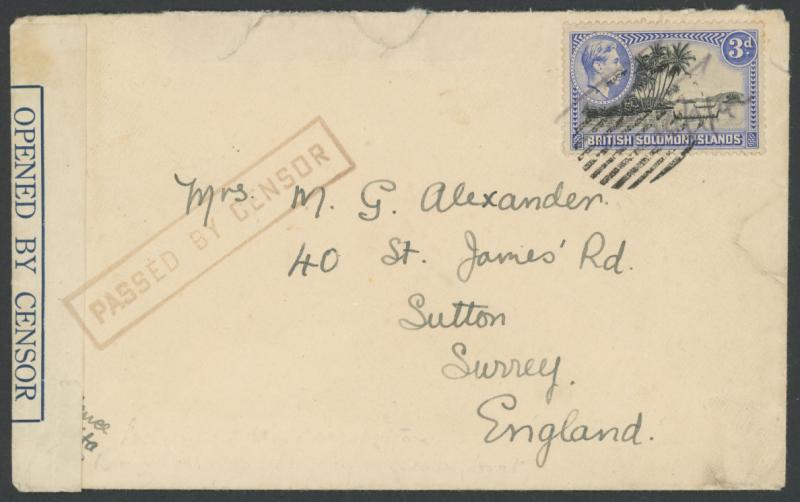 OPENED BY CENSOR
PASSED BY CENSOR
3d.
BRITISH SOLOMON ISLANDS
Mrs. M. G. Alexander.
40 St. James' Rd.
Sutton
Surrey.
England.